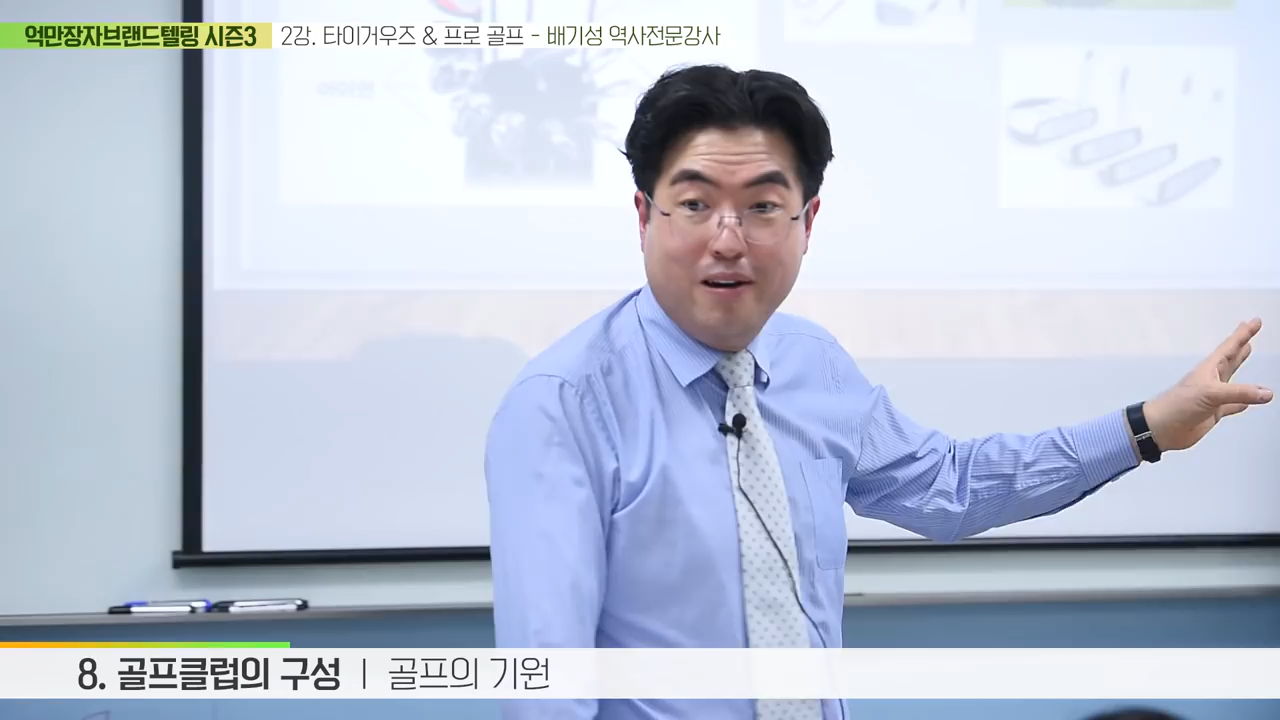 억만장자브랜드텔링 시즌3 2강. 타이거우즈 & 프로 골프 - 배기성 역사전문강사
8. 골프클럽의 구성 | 골프의 기원